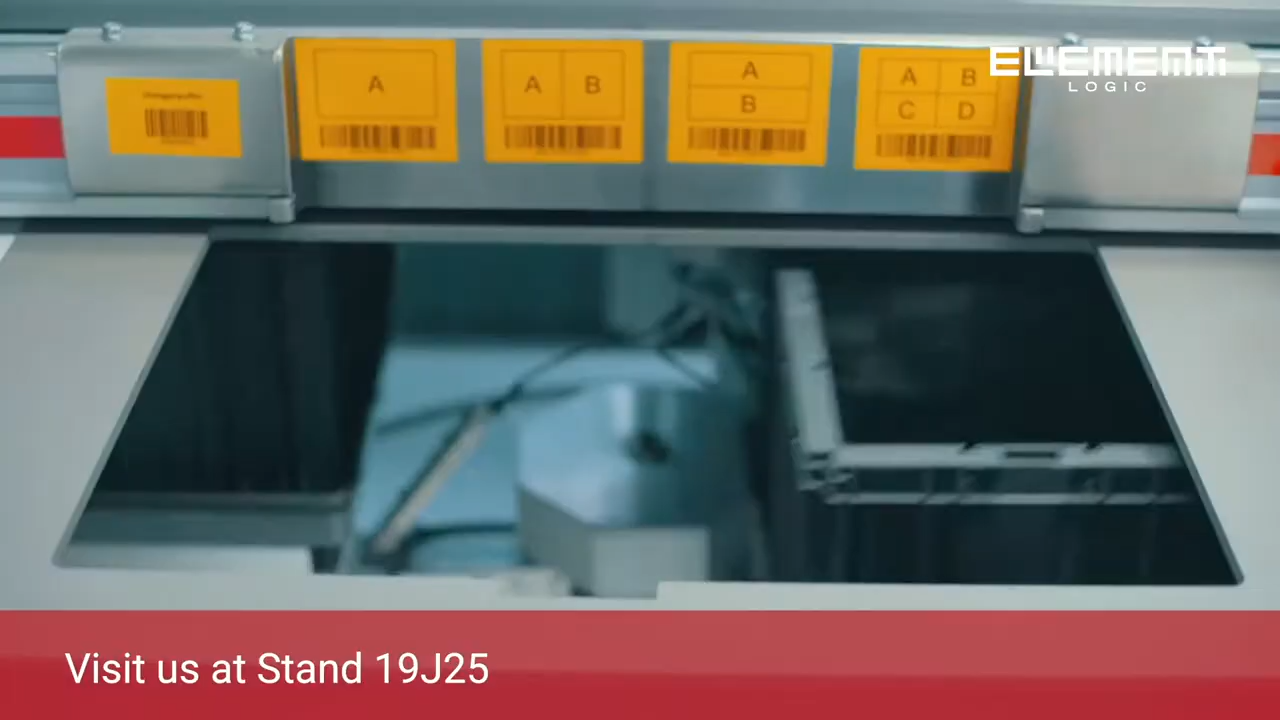 ELEMENT
LOGIC
A
A B
A
B
A B
C D
Visit us at Stand 19J25